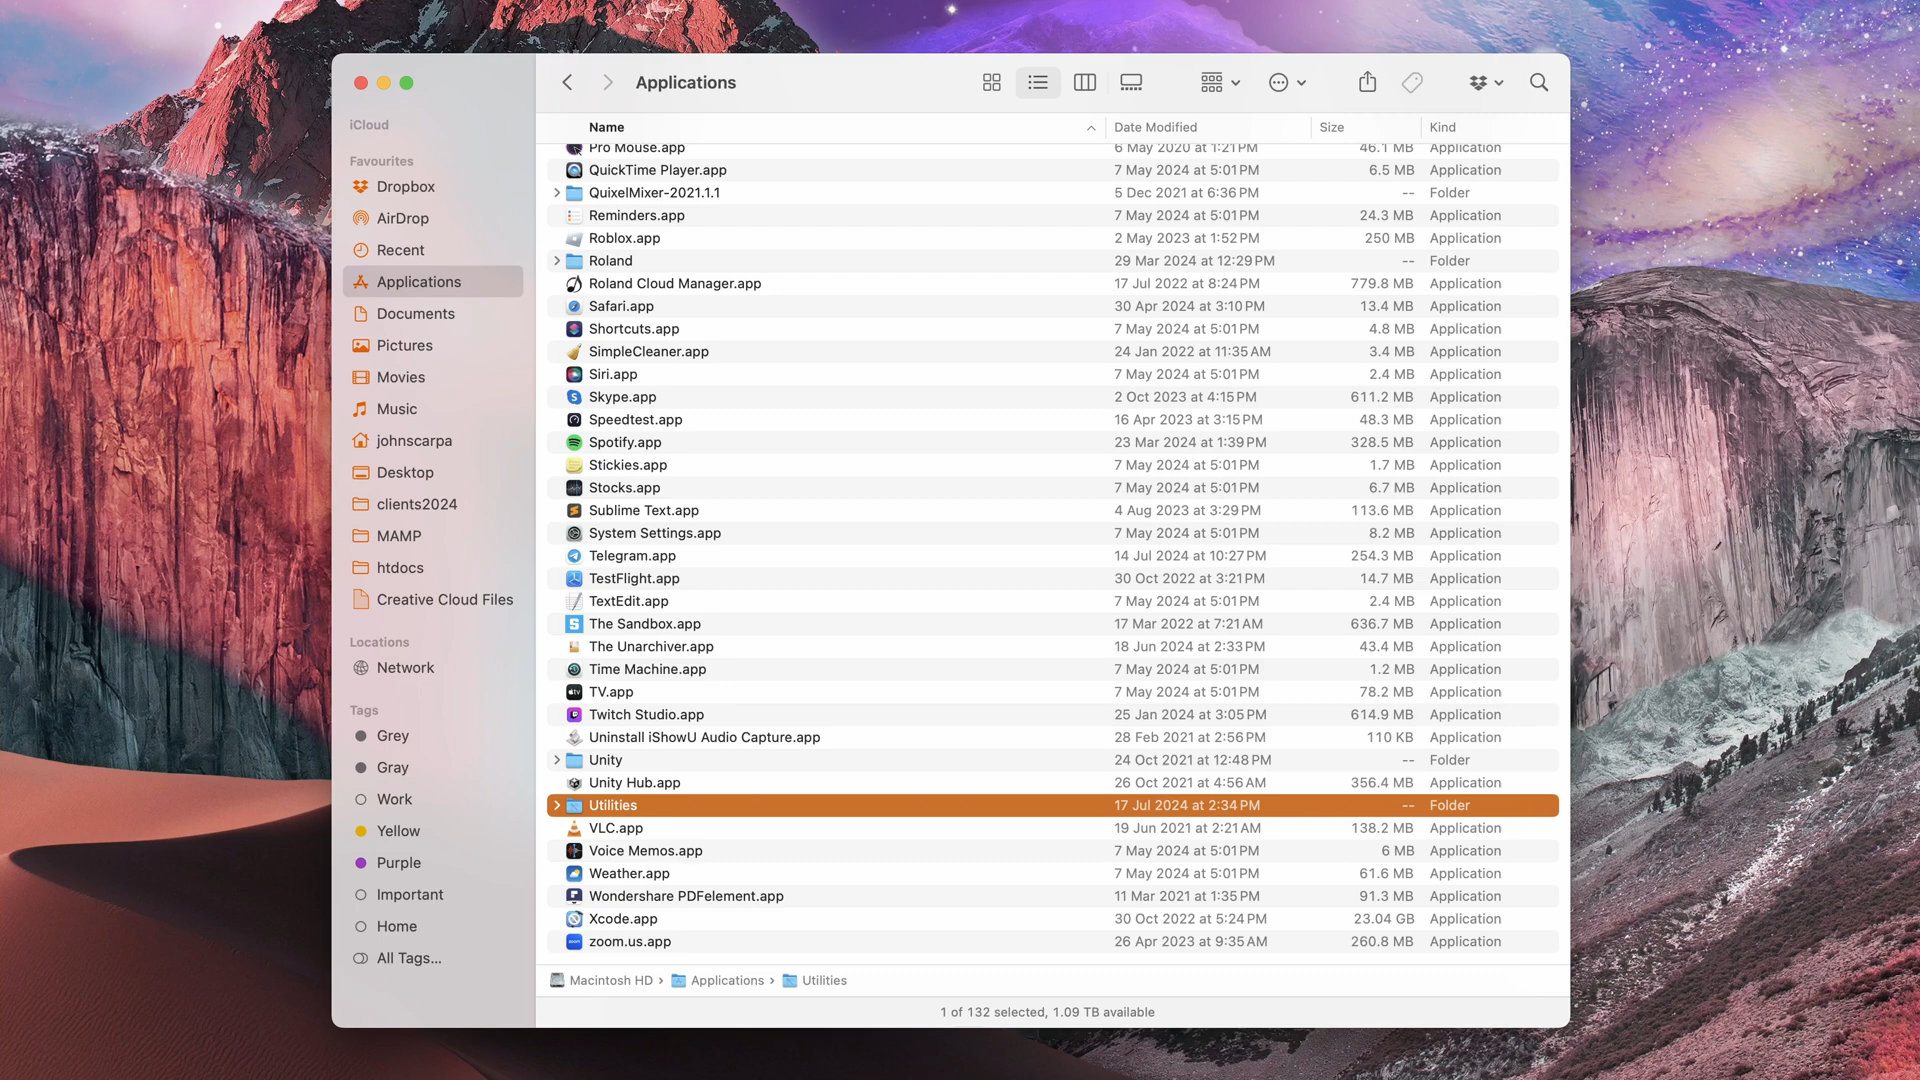 Applications
iCloud
Favourites
Dropbox
AirDrop
Recent
Applications
Documents
Pictures
Movies
Music
johnscarpa
Desktop
clients2024
MAMP
htdocs
Creative Cloud Files
Locations
Network
Tags
Grey
Gray
Work
Yellow
Purple
Important
Home
All Tags...
Name Date Modified Size Kind
Pro Mouse.app 6 May 2020 at 1:21 PM 46.1 MB Application
QuickTime Player.app 7 May 2024 at 5:01 PM 6.5 MB Application
QuixelMixer-2021.1.1 5 Dec 2021 at 6:36 PM -- Folder
Reminders.app 7 May 2024 at 5:01 PM 24.3 MB Application
Roblox.app 2 May 2023 at 1:52 PM 250 MB Application
Roland 29 Mar 2024 at 12:29 PM -- Folder
Roland Cloud Manager.app 17 Jul 2022 at 8:24 PM 779.8 MB Application
Safari.app 30 Apr 2024 at 3:10 PM 13.4 MB Application
Shortcuts.app 7 May 2024 at 5:01 PM 4.8 MB Application
SimpleCleaner.app 24 Jan 2022 at 11:35 AM 3.4 MB Application
Siri.app 7 May 2024 at 5:01 PM 2.4 MB Application
Skype.app 2 Oct 2023 at 4:15 PM 611.2 MB Application
Speedtest.app 16 Apr 2023 at 3:15 PM 48.3 MB Application
Spotify.app 23 Mar 2024 at 1:39 PM 328.5 MB Application
Stickies.app 7 May 2024 at 5:01 PM 1.7 MB Application
Stocks.app 7 May 2024 at 5:01 PM 6.7 MB Application
Sublime Text.app 4 Aug 2023 at 3:29 PM 113.6 MB Application
System Settings.app 7 May 2024 at 5:01 PM 8.2 MB Application
Telegram.app 14 Jul 2024 at 10:27 PM 254.3 MB Application
TestFlight.app 30 Oct 2022 at 3:21 PM 14.7 MB Application
TextEdit.app 7 May 2024 at 5:01 PM 2.4 MB Application
The Sandbox.app 17 Mar 2022 at 7:21 AM 636.7 MB Application
The Unarchiver.app 18 Jun 2024 at 2:33 PM 43.4 MB Application
Time Machine.app 7 May 2024 at 5:01 PM 1.2 MB Application
TV.app 7 May 2024 at 5:01 PM 78.2 MB Application
Twitch Studio.app 25 Jan 2024 at 3:05 PM 614.9 MB Application
Uninstall iShowU Audio Capture.app 28 Feb 2021 at 2:56 PM 110 KB Application
Unity 24 Oct 2021 at 12:48 PM -- Folder
Unity Hub.app 26 Oct 2021 at 4:56 AM 356.4 MB Application
Utilities 17 Jul 2024 at 2:34 PM -- Folder
VLC.app 19 Jun 2021 at 2:21 AM 138.2 MB Application
Voice Memos.app 7 May 2024 at 5:01 PM 6 MB Application
Weather.app 7 May 2024 at 5:01 PM 61.6 MB Application
Wondershare PDFelement.app 11 Mar 2021 at 1:35 PM 91.3 MB Application
Xcode.app 30 Oct 2022 at 5:24 PM 23.04 GB Application
zoom.us.app 26 Apr 2023 at 9:35 AM 260.8 MB Application
Macintosh HD › Applications › Utilities
1 of 132 selected, 1.09 TB available